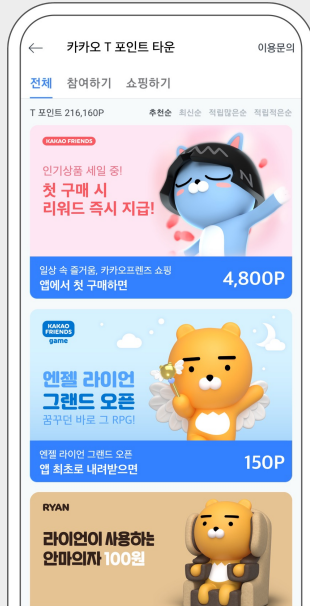 카카오 T 포인트 타운
이용문의
전체 참여하기 쇼핑하기
T 포인트 216,160P
추천순 최신순 적립많은순 적립적은순
KAKAO FRIENDS
인기상품 세일 중!
첫 구매 시
리워드 즉시 지급!
N
일상 속 즐거움, 카카오프렌즈 쇼핑
앱에서 첫 구매하면
4,800P
KAKAO
FRIENDS
game
엔젤 라이언
그랜드 오픈
꿈꾸던 바로 그 RPG!
엔젤 라이언 그랜드 오픈
앱 최초로 내려받으면
150P
RYAN
라이언이 사용하는
안마의자 100원